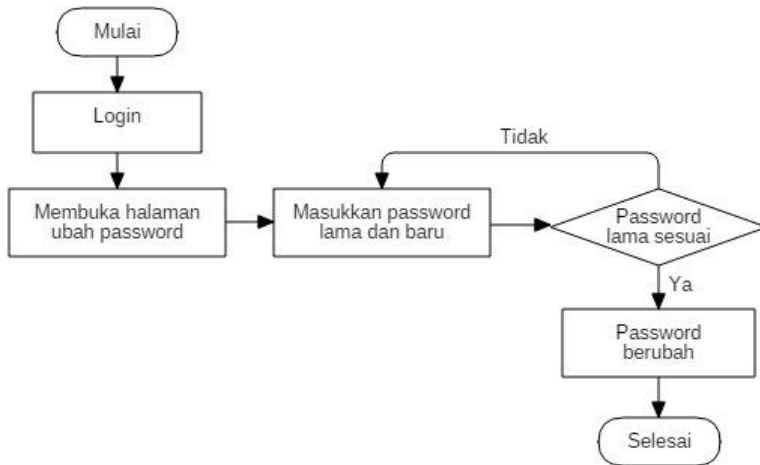 Mulai
Login
Membuka halaman
ubah password
Masukkan password
lama dan baru
Tidak
Password
lama sesuai
Ya
Password
berubah
Selesai